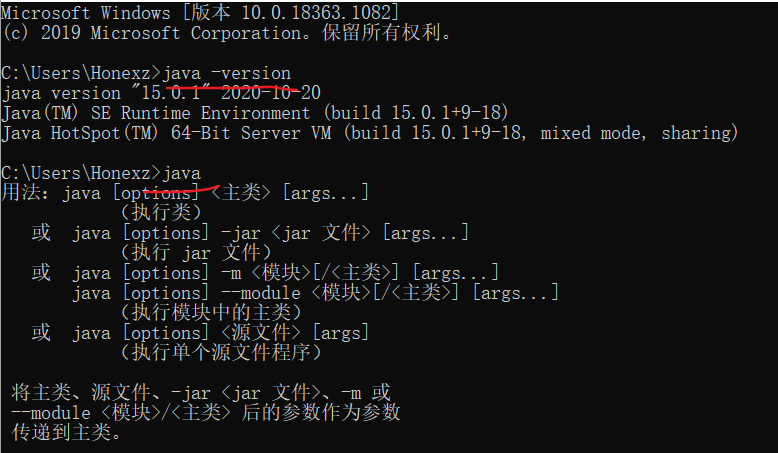 Microsoft Windows [版本 10.0.18363.1082]
(c) 2019 Microsoft Corporation。保留所有权利。
C:\Users\Honexz>java -version
java version "15.0.1" 2020-10-20
Java(TM) SE Runtime Environment (build 15.0.1+9-18)
Java HotSpot(TM) 64-Bit Server VM (build 15.0.1+9-18, mixed mode, sharing)
C:\Users\Honexz>java
用法：java [options] <主类> [args...]
（执行类）
或 java [options] -jar <jar 文件> [args...]
（执行 jar 文件）
或 java [options] -m <模块>[/<主类>] [args...]
java [options] --module <模块>[/<主类>] [args...]
（执行模块中的主类）
或 java [options] <源文件> [args]
（执行单个源文件程序）
将主类、源文件、-jar <jar 文件>、-m 或
--module <模块>/<主类> 后的参数作为参数
传递到主类。